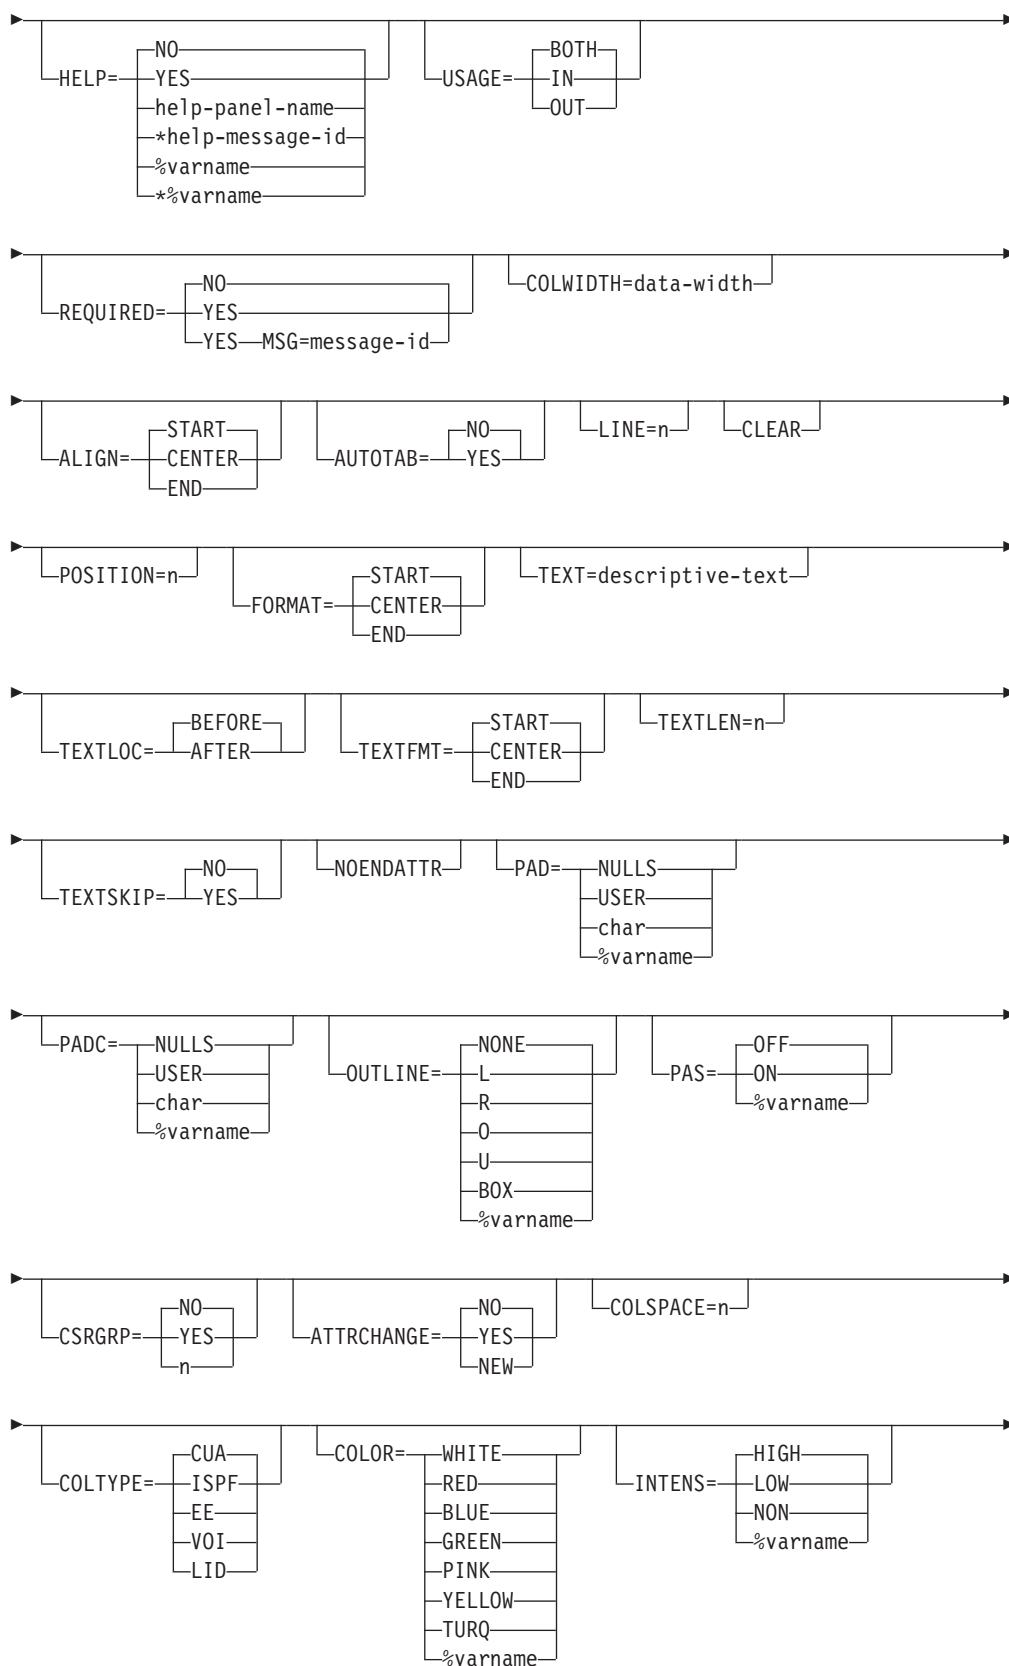 NO BOTH
HELP= YES USAGE= IN
help-panel-name OUT
*help-message-id
%varname
*%varname
NO COLWIDTH=data-width
REQUIRED= YES
YES MSG=message-id
START NO LINE=n CLEAR
ALIGN= CENTER AUTOTAB= YES
END
POSITION=n START TEXT=descriptive-text
FORMAT= CENTER
END
BEFORE START TEXTLEN=n
TEXTLOC= AFTER TEXTFMT= CENTER
END
NO NOENDATTR PAD= NULLS
TEXTSKIP= YES USER
char
%varname
PADC= NULLS NONE OFF
USER OUTLINE= L PAS= ON
char R %varname
%varname O
U
BOX
%varname
NO NO COLSPACE=n
CSRGRP= YES ATTRCHANGE= YES
n NEW
CUA COLOR= WHITE HIGH
COLTYPE= ISPF RED INTENS= LOW
EE BLUE NON
VOI GREEN %varname
LID PINK
YELLOW
TURQ
%varname